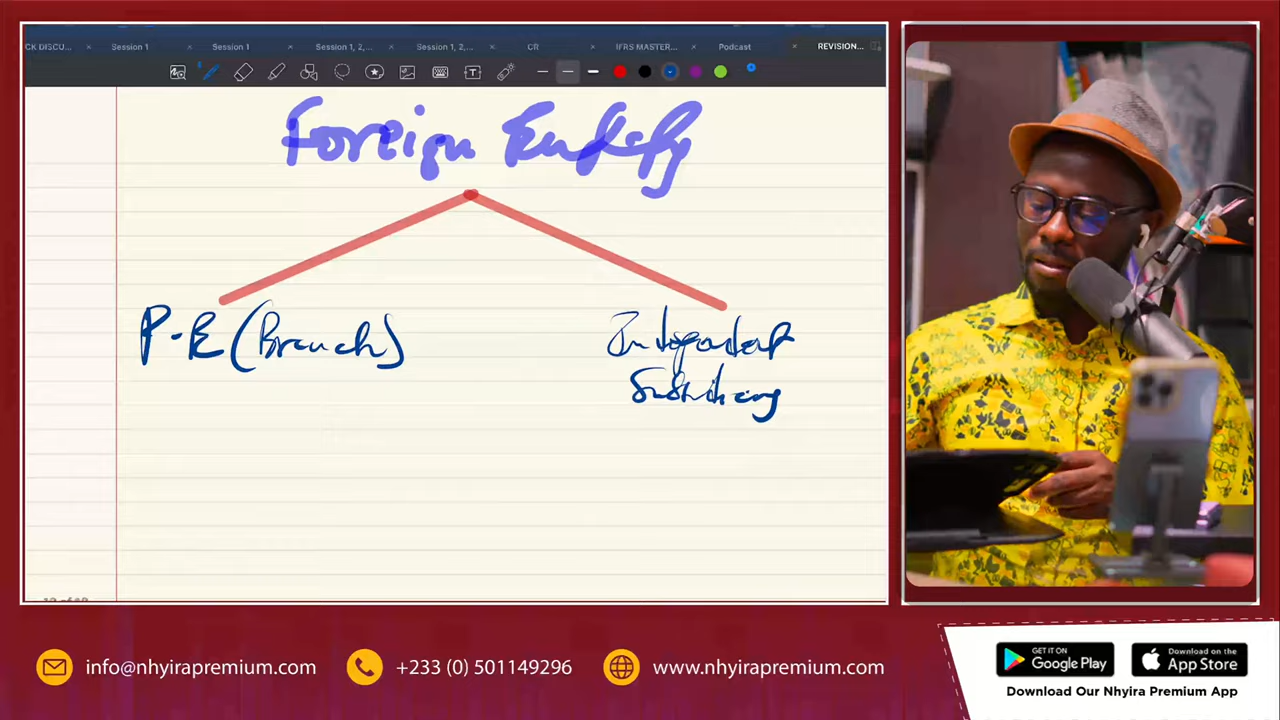 CK DISCU... Session 1 Session 1 Session 1, 2,... Session 1, 2,... CR IFRS MASTER... Podcast REVISION...
Foreign Entity
P.E (Branch)
Independent
Subsidiary
info@nhyirapremium.com
+233 (0) 501149296
www.nhyirapremium.com
GET IT ON
Google Play
Download on the
App Store
Download Our Nhyira Premium App